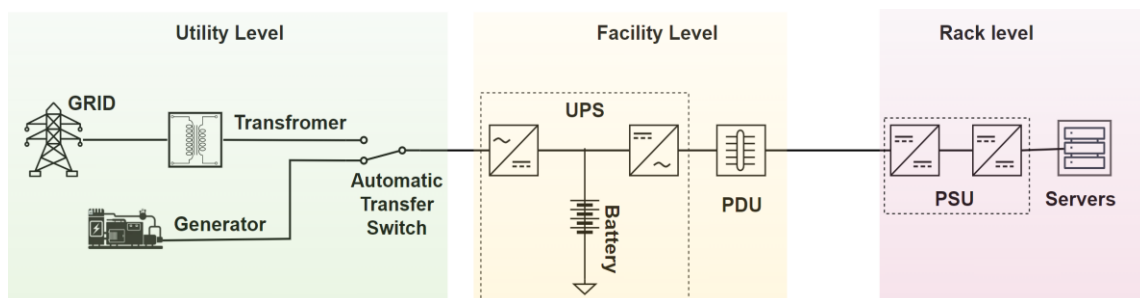 Utility Level
Facility Level
Rack level
GRID
Transfromer
UPS
Automatic
Transfer
Switch
Generator
Battery
PDU
PSU
Servers